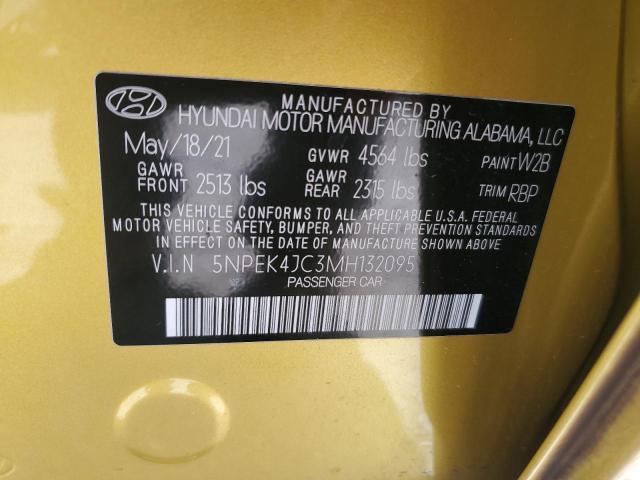 MANUFACTURED BY
HYUNDAI MOTOR MANUFACTURING ALABAMA, LLC
May/18/21 GVWR 4564 lbs PAINT W2B
GAWR FRONT 2513 lbs GAWR REAR 2315 lbs TRIM RBP
THIS VEHICLE CONFORMS TO ALL APPLICABLE U.S.A. FEDERAL
MOTOR VEHICLE SAFETY, BUMPER, AND THEFT PREVENTION STANDARDS
IN EFFECT ON THE DATE OF MANUFACTURE SHOWN ABOVE
V.I.N 5NPEK4JC3MH132095
PASSENGER CAR